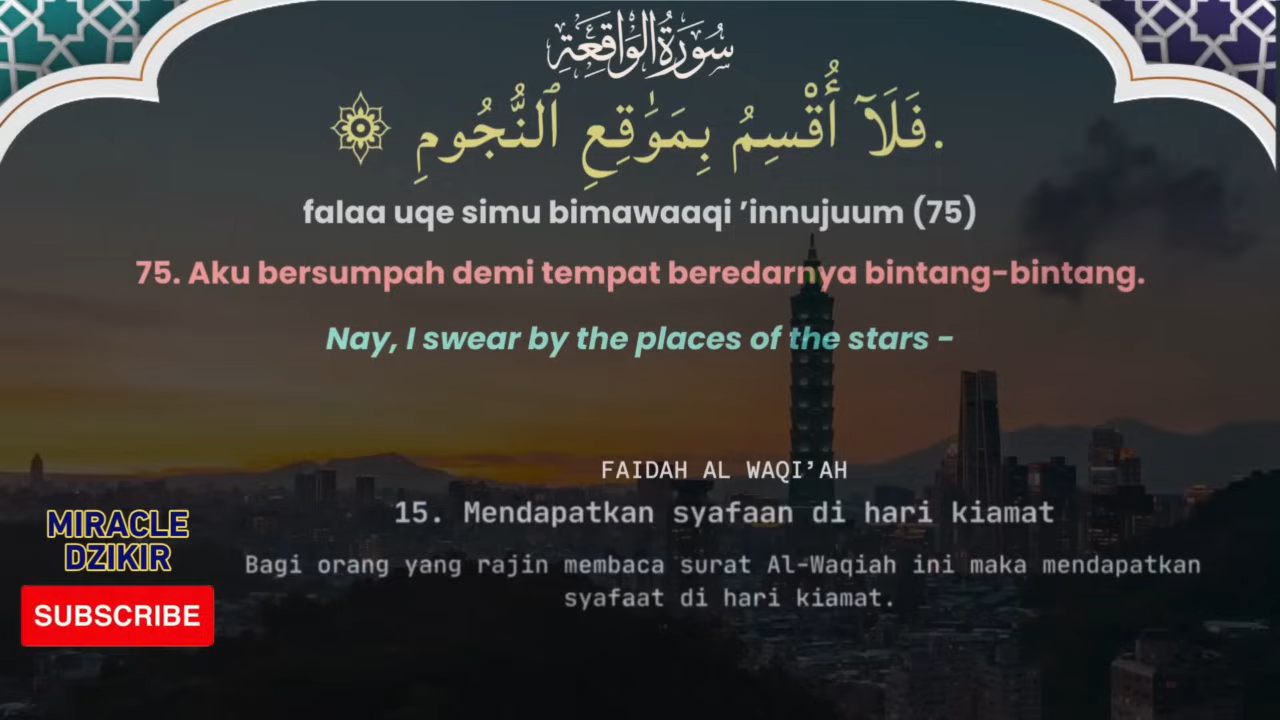 سُورَةُ الْوَاقِعَةِ
فَلَآ أُقْسِمُ بِمَوَٰقِعِ ٱلنُّجُومِ.
falaa uqe simu bimawaaqi ’innujuum (75)
75. Aku bersumpah demi tempat beredarnya bintang-bintang.
Nay, I swear by the places of the stars -
FAIDAH AL WAQI’AH
15. Mendapatkan syafaan di hari kiamat
Bagi orang yang rajin membaca surat Al-Waqiah ini maka mendapatkan
syafaat di hari kiamat.
MIRACLE
DZIKIR
SUBSCRIBE